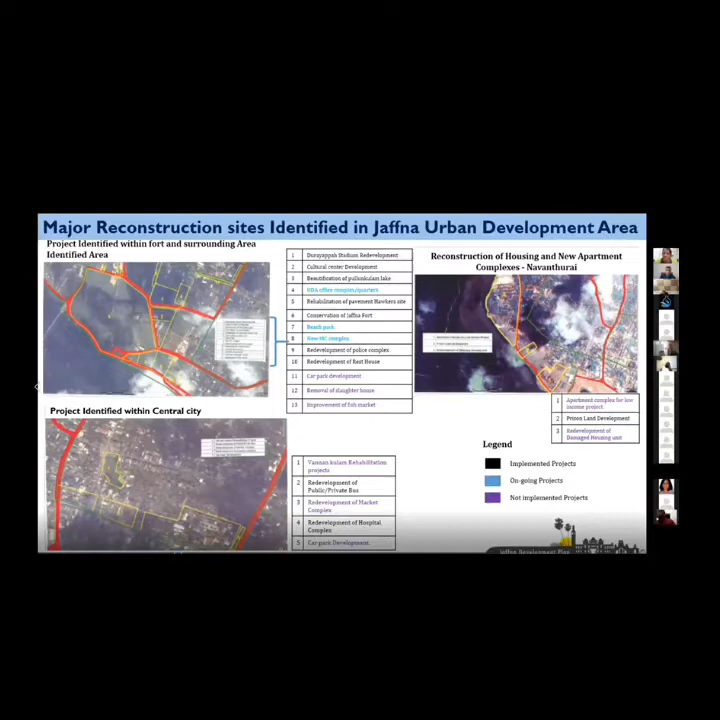 Major Reconstruction sites Identified in Jaffna Urban Development Area
Project Identified within fort and surrounding Area
Identified Area
1 Durayappah Stadium Redevelopment
2 Cultural center Development
3 Beautification of pullunkulam lake
4 UDA office complex/quarters
5 Rehabilitation of pavement Hawkers site
6 Conservation of Jaffna Fort
7 Beach park
8 New MC complex
9 Redevelopment of police complex
10 Redevelopment of Rest House
11 Car park development
12 Removal of slaughter house
13 Improvement of fish market
Reconstruction of Housing and New Apartment
Complexes - Navanthurai
1 Apartment complex for low
income project
2 Prison Land Development
3 Redevelopment of
Damaged Housing unit
Project Identified within Central city
1 Vannan kulam Rehabilitation
projects
2 Redevelopment of
Public/Private Bus
3 Redevelopment of Market
Complex
4 Redevelopment of Hospital
Complex
5 Car park Development
Legend
Implemented Projects
On-going Projects
Not implemented Projects
Jaffna Development Plan